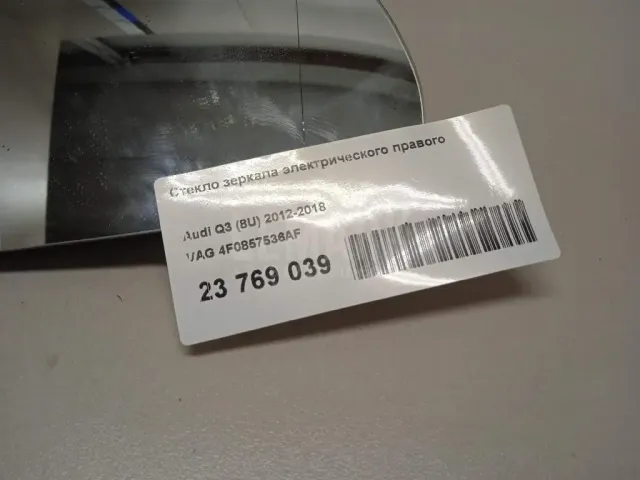 Стекло зеркала электрического правого
Audi Q3 (8U) 2012-2018
VAG 4F0857536AF
23 769 039